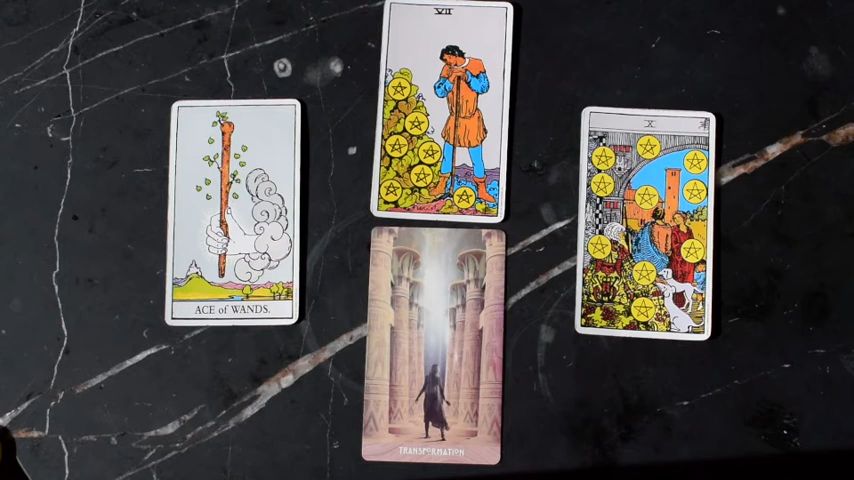 VII
X
ACE of WANDS.
TRANSFORMATION